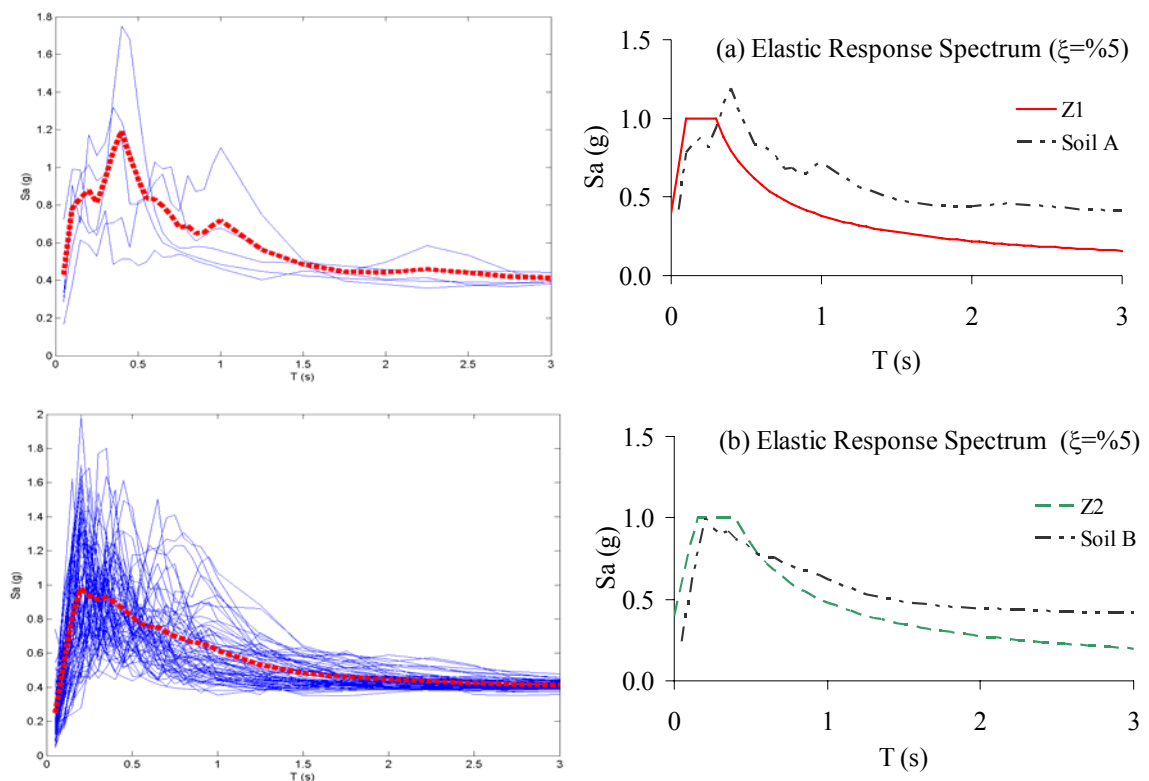 1.8
1.6
1.4
1.2
1
0.8
0.6
0.4
0.2
0
Sa (g)
0 0.5 1 1.5 2 2.5 3
T (s)
(a) Elastic Response Spectrum (ξ=%5)
1.5
1.0
0.5
0.0
Sa (g)
Z1
Soil A
0 1 2 3
T (s)
2
1.8
1.6
1.4
1.2
1
0.8
0.6
0.4
0.2
0
Sa (g)
0 0.5 1 1.5 2 2.5 3
T (s)
(b) Elastic Response Spectrum (ξ=%5)
1.5
1.0
0.5
0.0
Sa (g)
Z2
Soil B
0 1 2 3
T (s)